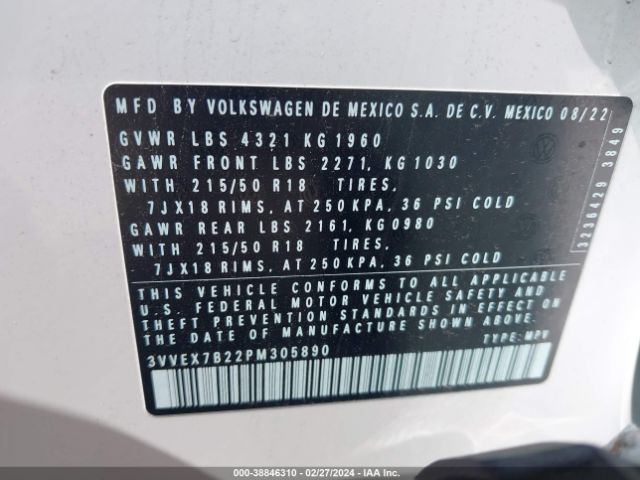 MFD BY VOLKSWAGEN DE MEXICO S.A. DE C.V. MEXICO 08/22
GVWR LBS 4321 KG 1960
GAWR FRONT LBS 2271, KG 1030
WITH 215/50 R18 TIRES,
7JX18 RIMS, AT 250 KPA, 36 PSI COLD
GAWR REAR LBS 2161, KG 0980
WITH 215/50 R18 TIRES,
7JX18 RIMS, AT 250 KPA, 36 PSI COLD
THIS VEHICLE CONFORMS TO ALL APPLICABLE
U.S. FEDERAL MOTOR VEHICLE SAFETY AND
THEFT PREVENTION STANDARDS IN EFFECT ON
THE DATE OF MANUFACTURE SHOWN ABOVE
3VVEX7B22PM305890 TYPE: MPV
3236429 3849
000-38846310 / 02/27/2024 - IAAI.COM